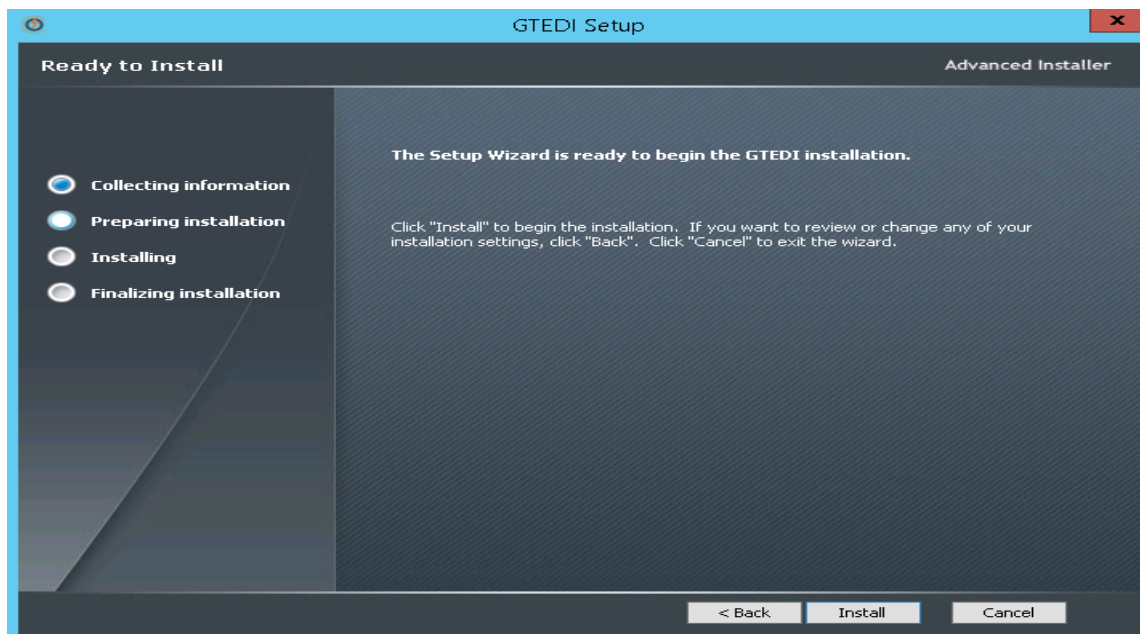 GTEDI Setup
x
Ready to Install
Advanced Installer
The Setup Wizard is ready to begin the GTEDI installation.
Collecting information
Preparing installation
Installing
Finalizing installation
Click "Install" to begin the installation.  If you want to review or change any of your
installation settings, click "Back".  Click "Cancel" to exit the wizard.
< Back
Install
Cancel